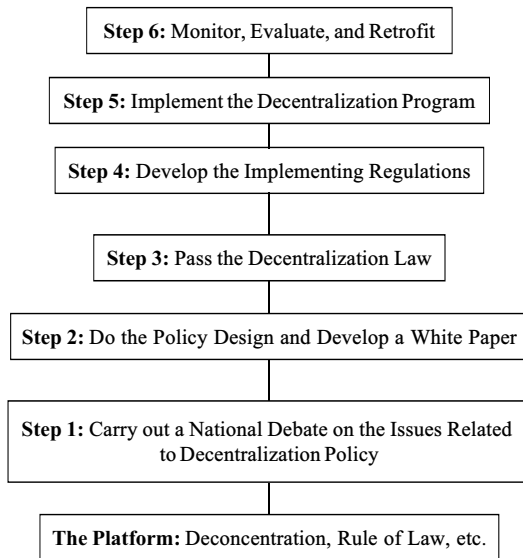 Step 6: Monitor, Evaluate, and Retrofit
Step 5: Implement the Decentralization Program
Step 4: Develop the Implementing Regulations
Step 3: Pass the Decentralization Law
Step 2: Do the Policy Design and Develop a White Paper
Step 1: Carry out a National Debate on the Issues Related
to Decentralization Policy
The Platform: Deconcentration, Rule of Law, etc.